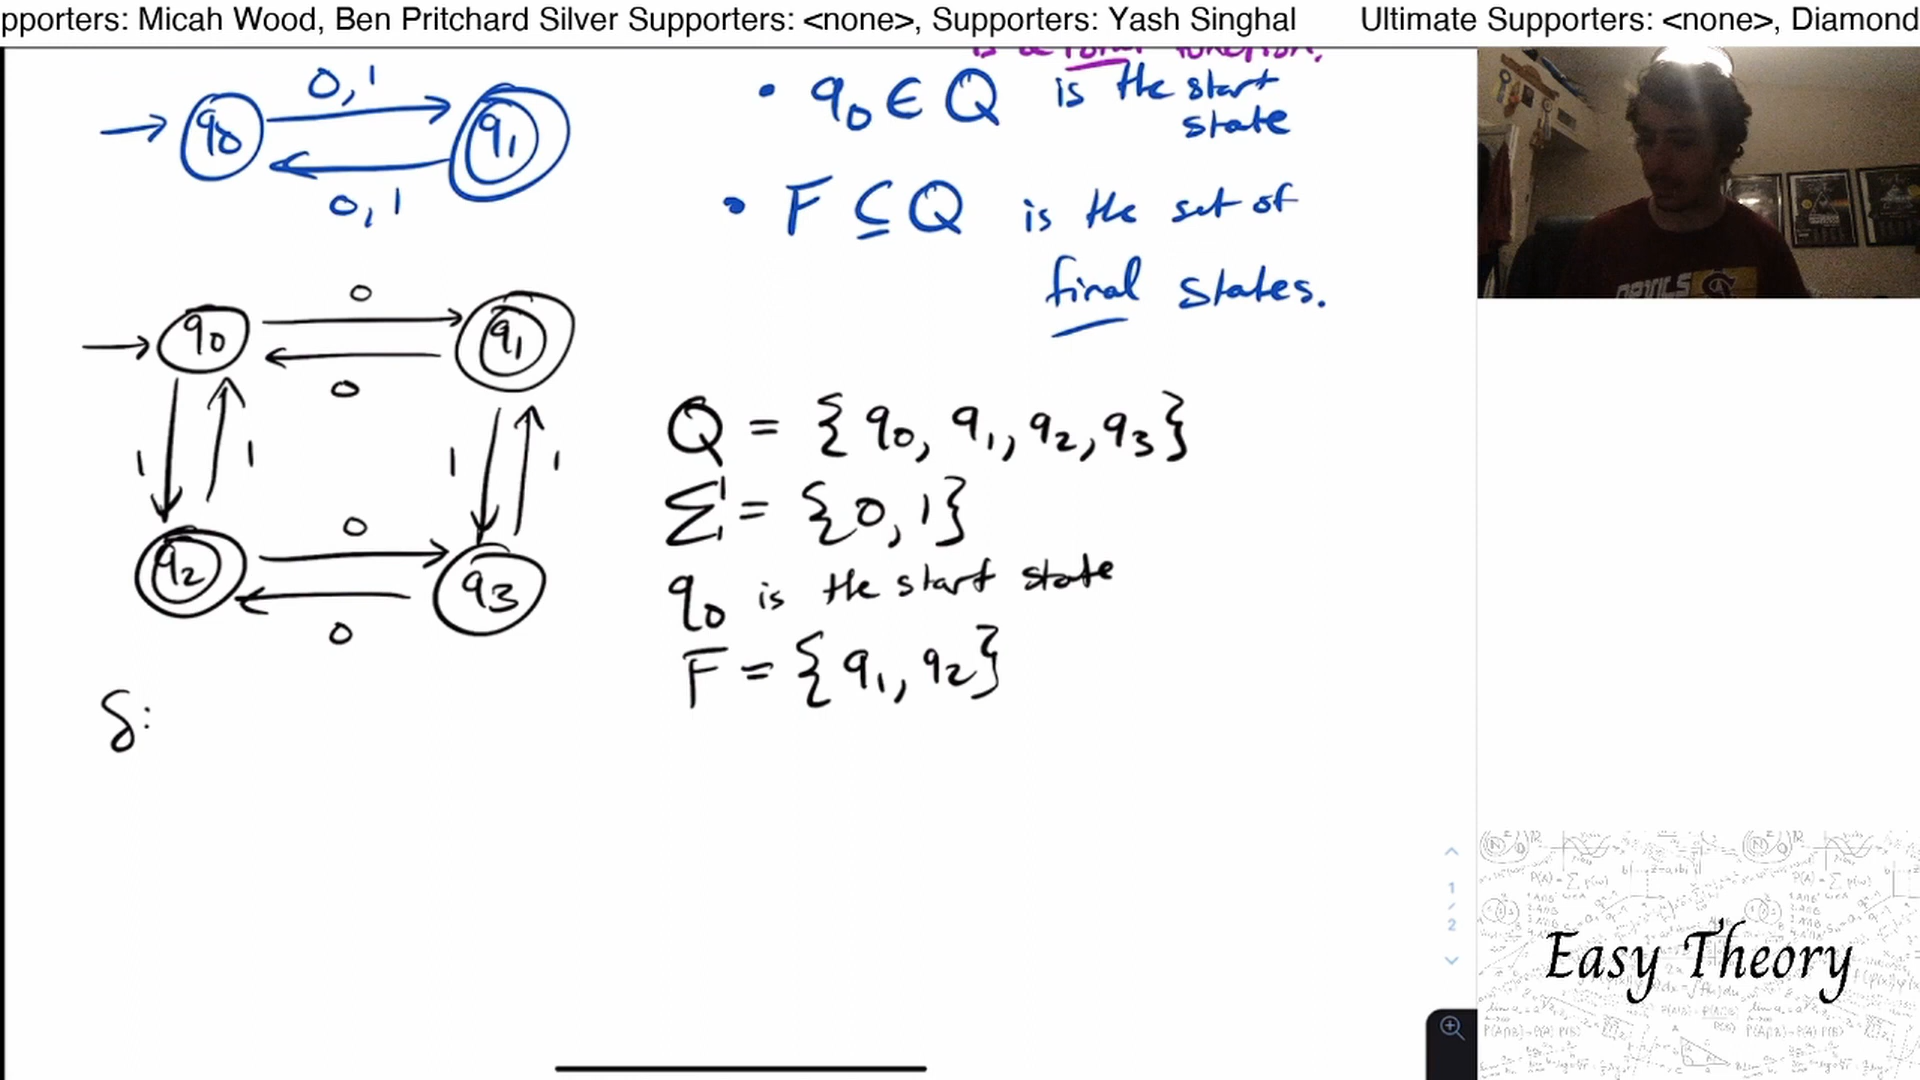 pporters: Micah Wood, Ben Pritchard Silver Supporters: <none>, Supporters: Yash Singhal Ultimate Supporters: <none>, Diamond
is a total function.
• q0 ∈ Q is the start
state
• F ⊆ Q is the set of
final states.
0, 1
q0 q1
0, 1
0
q0 q1
0
1 1 1 1
0
q2 q3
0
Q = { q0, q1, q2, q3 }
Σ = { 0, 1 }
q0 is the start state
F = { q1, q2 }
δ:
1
2
Easy Theory